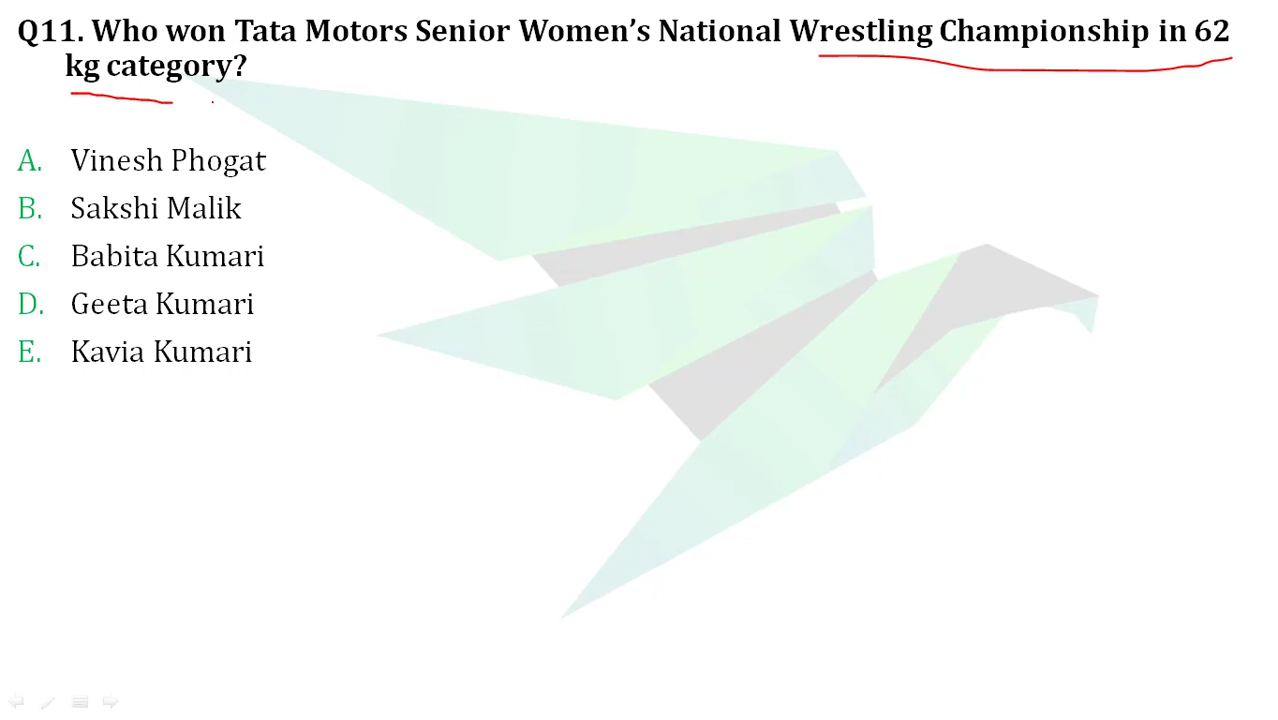 Q11. Who won Tata Motors Senior Women’s National Wrestling Championship in 62
kg category?
A. Vinesh Phogat
B. Sakshi Malik
C. Babita Kumari
D. Geeta Kumari
E. Kavia Kumari